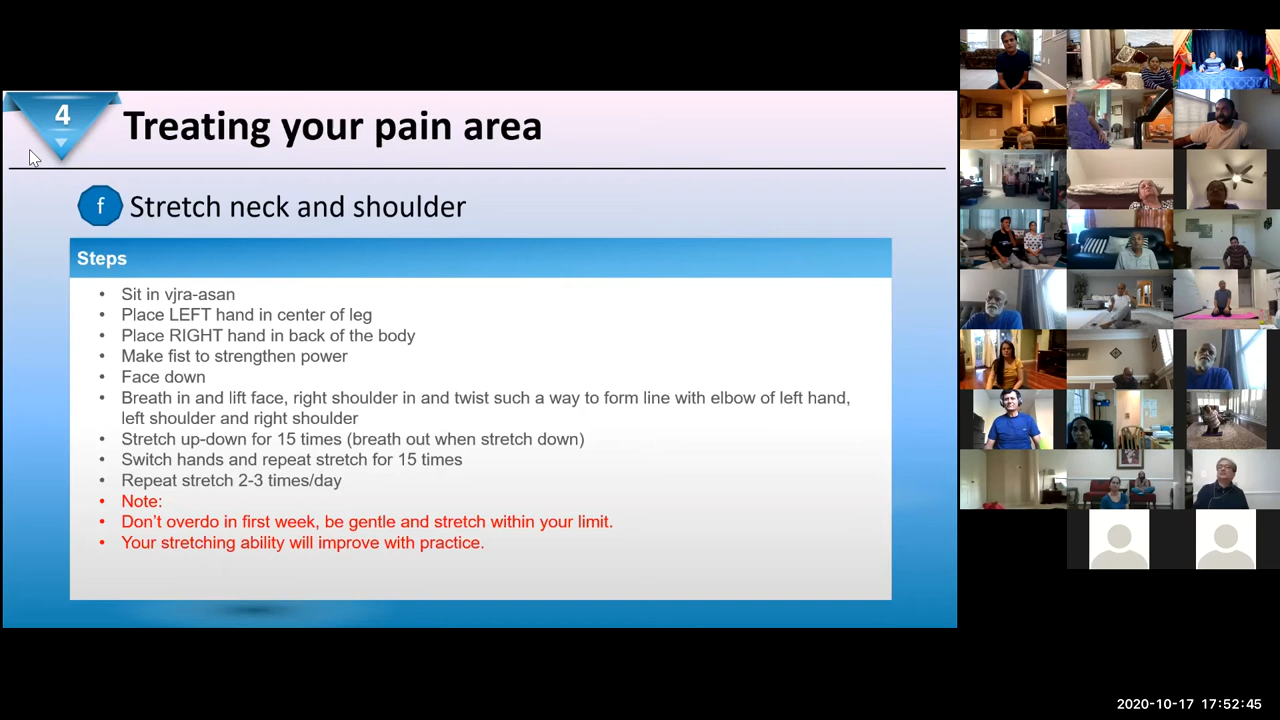 4
Treating your pain area
f
Stretch neck and shoulder
Steps
• Sit in vjra-asan
• Place LEFT hand in center of leg
• Place RIGHT hand in back of the body
• Make fist to strengthen power
• Face down
• Breath in and lift face, right shoulder in and twist such a way to form line with elbow of left hand,
left shoulder and right shoulder
• Stretch up-down for 15 times (breath out when stretch down)
• Switch hands and repeat stretch for 15 times
• Repeat stretch 2-3 times/day
• Note:
• Don't overdo in first week, be gentle and stretch within your limit.
• Your stretching ability will improve with practice.
2020-10-17 17:52:45